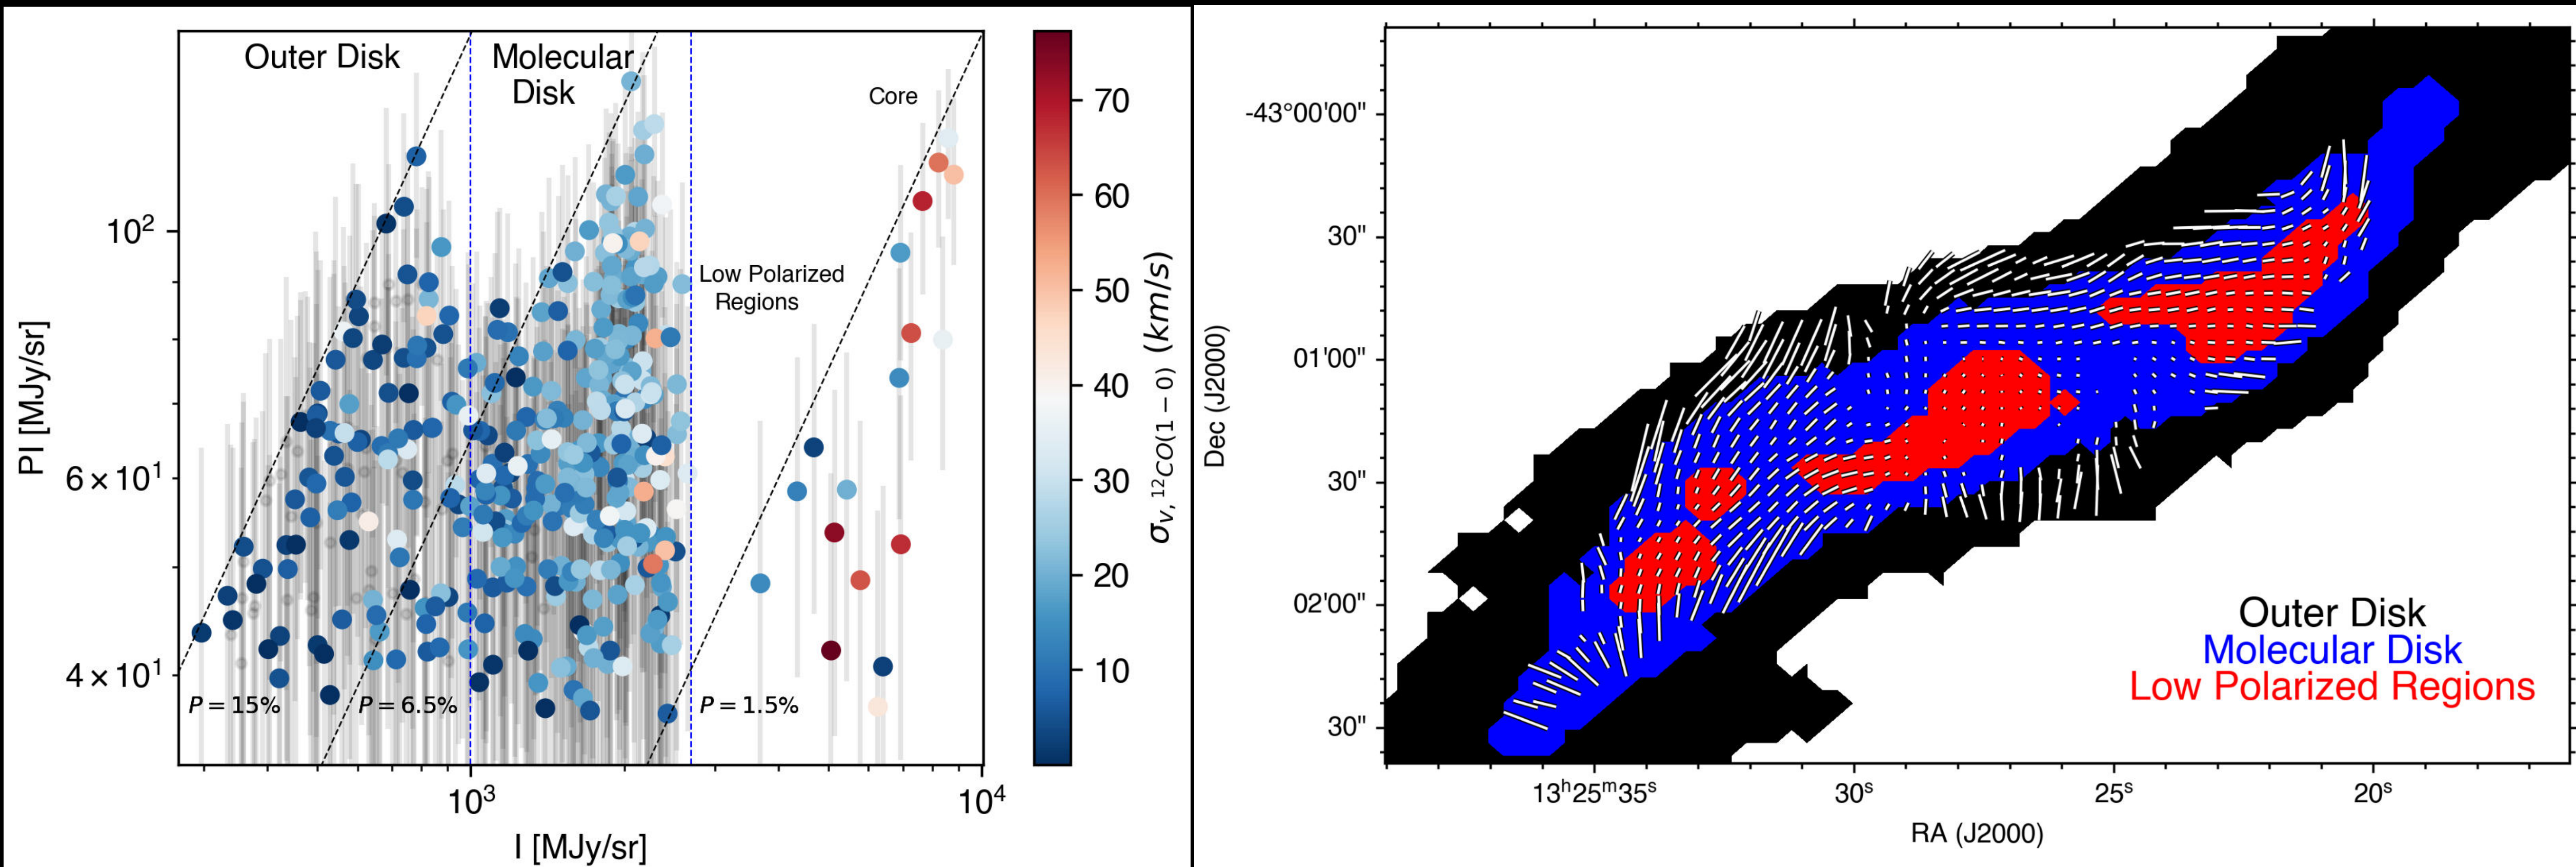 Outer Disk
Molecular
Disk
Core
Low Polarized
Regions
P = 15%
P = 6.5%
P = 1.5%
10²
6 × 10¹
4 × 10¹
PI [MJy/sr]
10³
10⁴
I [MJy/sr]
70
60
50
40
30
20
10
σv, ¹²CO(1 − 0) (km/s)
-43°00'00"
30"
01'00"
30"
02'00"
30"
Dec (J2000)
Outer Disk
Molecular Disk
Low Polarized Regions
13ʰ25ᵐ35ˢ
30ˢ
25ˢ
20ˢ
RA (J2000)